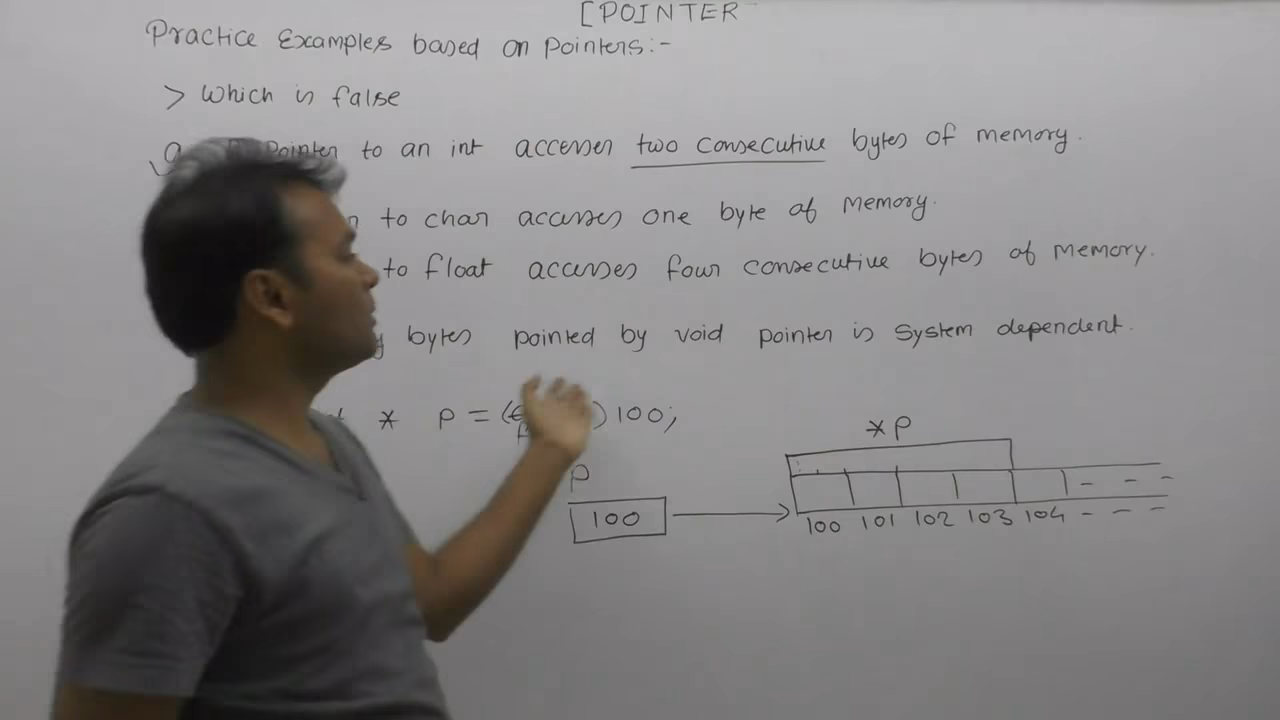 [POINTER
Practice Examples based on Pointers:-
> Which is false
a Pointer to an int accesses two consecutive bytes of memory.
to char accesses one byte of memory.
to float accesses four consecutive bytes of memory.
bytes pointed by void pointer is system dependent.
* P = ( ) 100;
*P
P
100
100 101 102 103 104 - - -